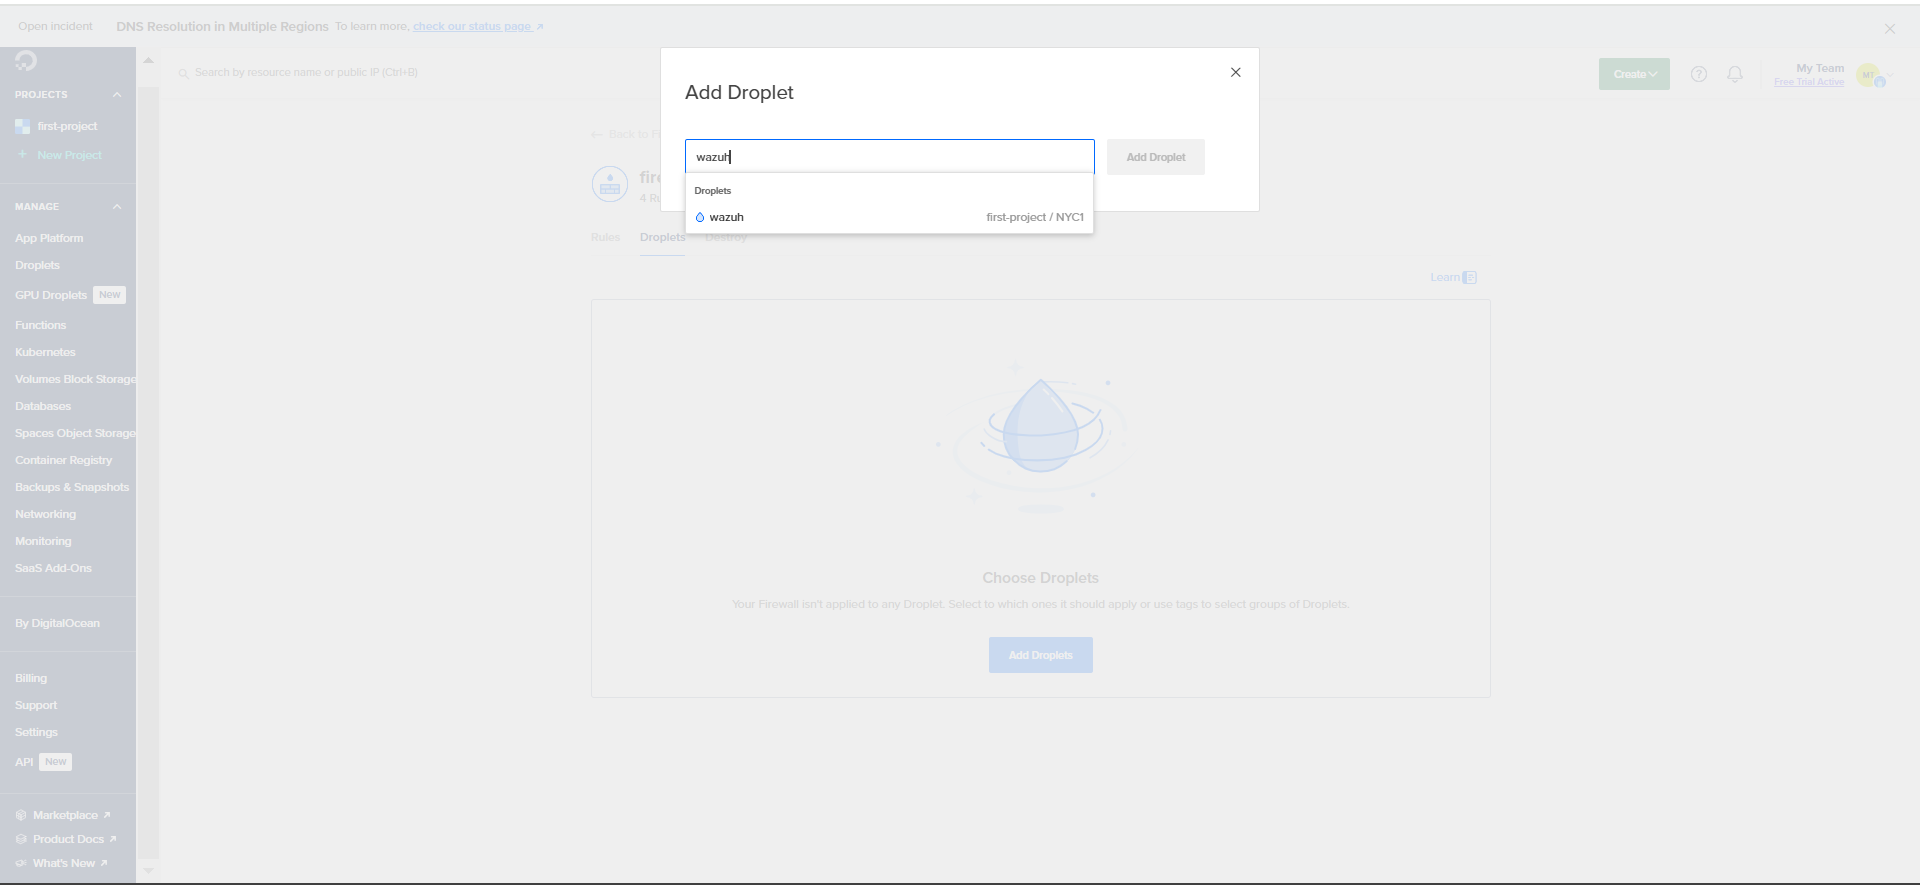 Open incident DNS Resolution in Multiple Regions To learn more, check our status page
Search by resource name or public IP (Ctrl+B)
Create
?
My Team
Free Trial Active
MT
PROJECTS
first-project
+ New Project
MANAGE
App Platform
Droplets
GPU Droplets New
Functions
Kubernetes
Volumes Block Storage
Databases
Spaces Object Storage
Container Registry
Backups & Snapshots
Networking
Monitoring
SaaS Add-Ons
By DigitalOcean
Billing
Support
Settings
API New
Marketplace
Product Docs
What's New
Add Droplet
wazuh
Add Droplet
Droplets
wazuh first-project / NYC1
Back to
4
Rules Droplets Destroy
Learn
Choose Droplets
Your Firewall isn't applied to any Droplet. Select to which ones it should apply or use tags to select groups of Droplets.
Add Droplets